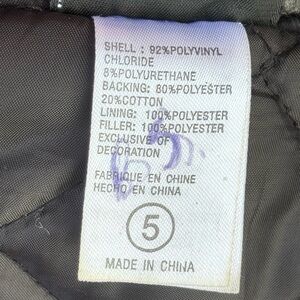 SHELL : 92%POLYVINYL
CHLORIDE
8%POLYURETHANE
BACKING: 80%POLYESTER
20%COTTON
LINING: 100%POLYESTER
FILLER: 100%POLYESTER
EXCLUSIVE OF
DECORATION
FABRIQUE EN CHINE
HECHO EN CHINA
5
MADE IN CHINA